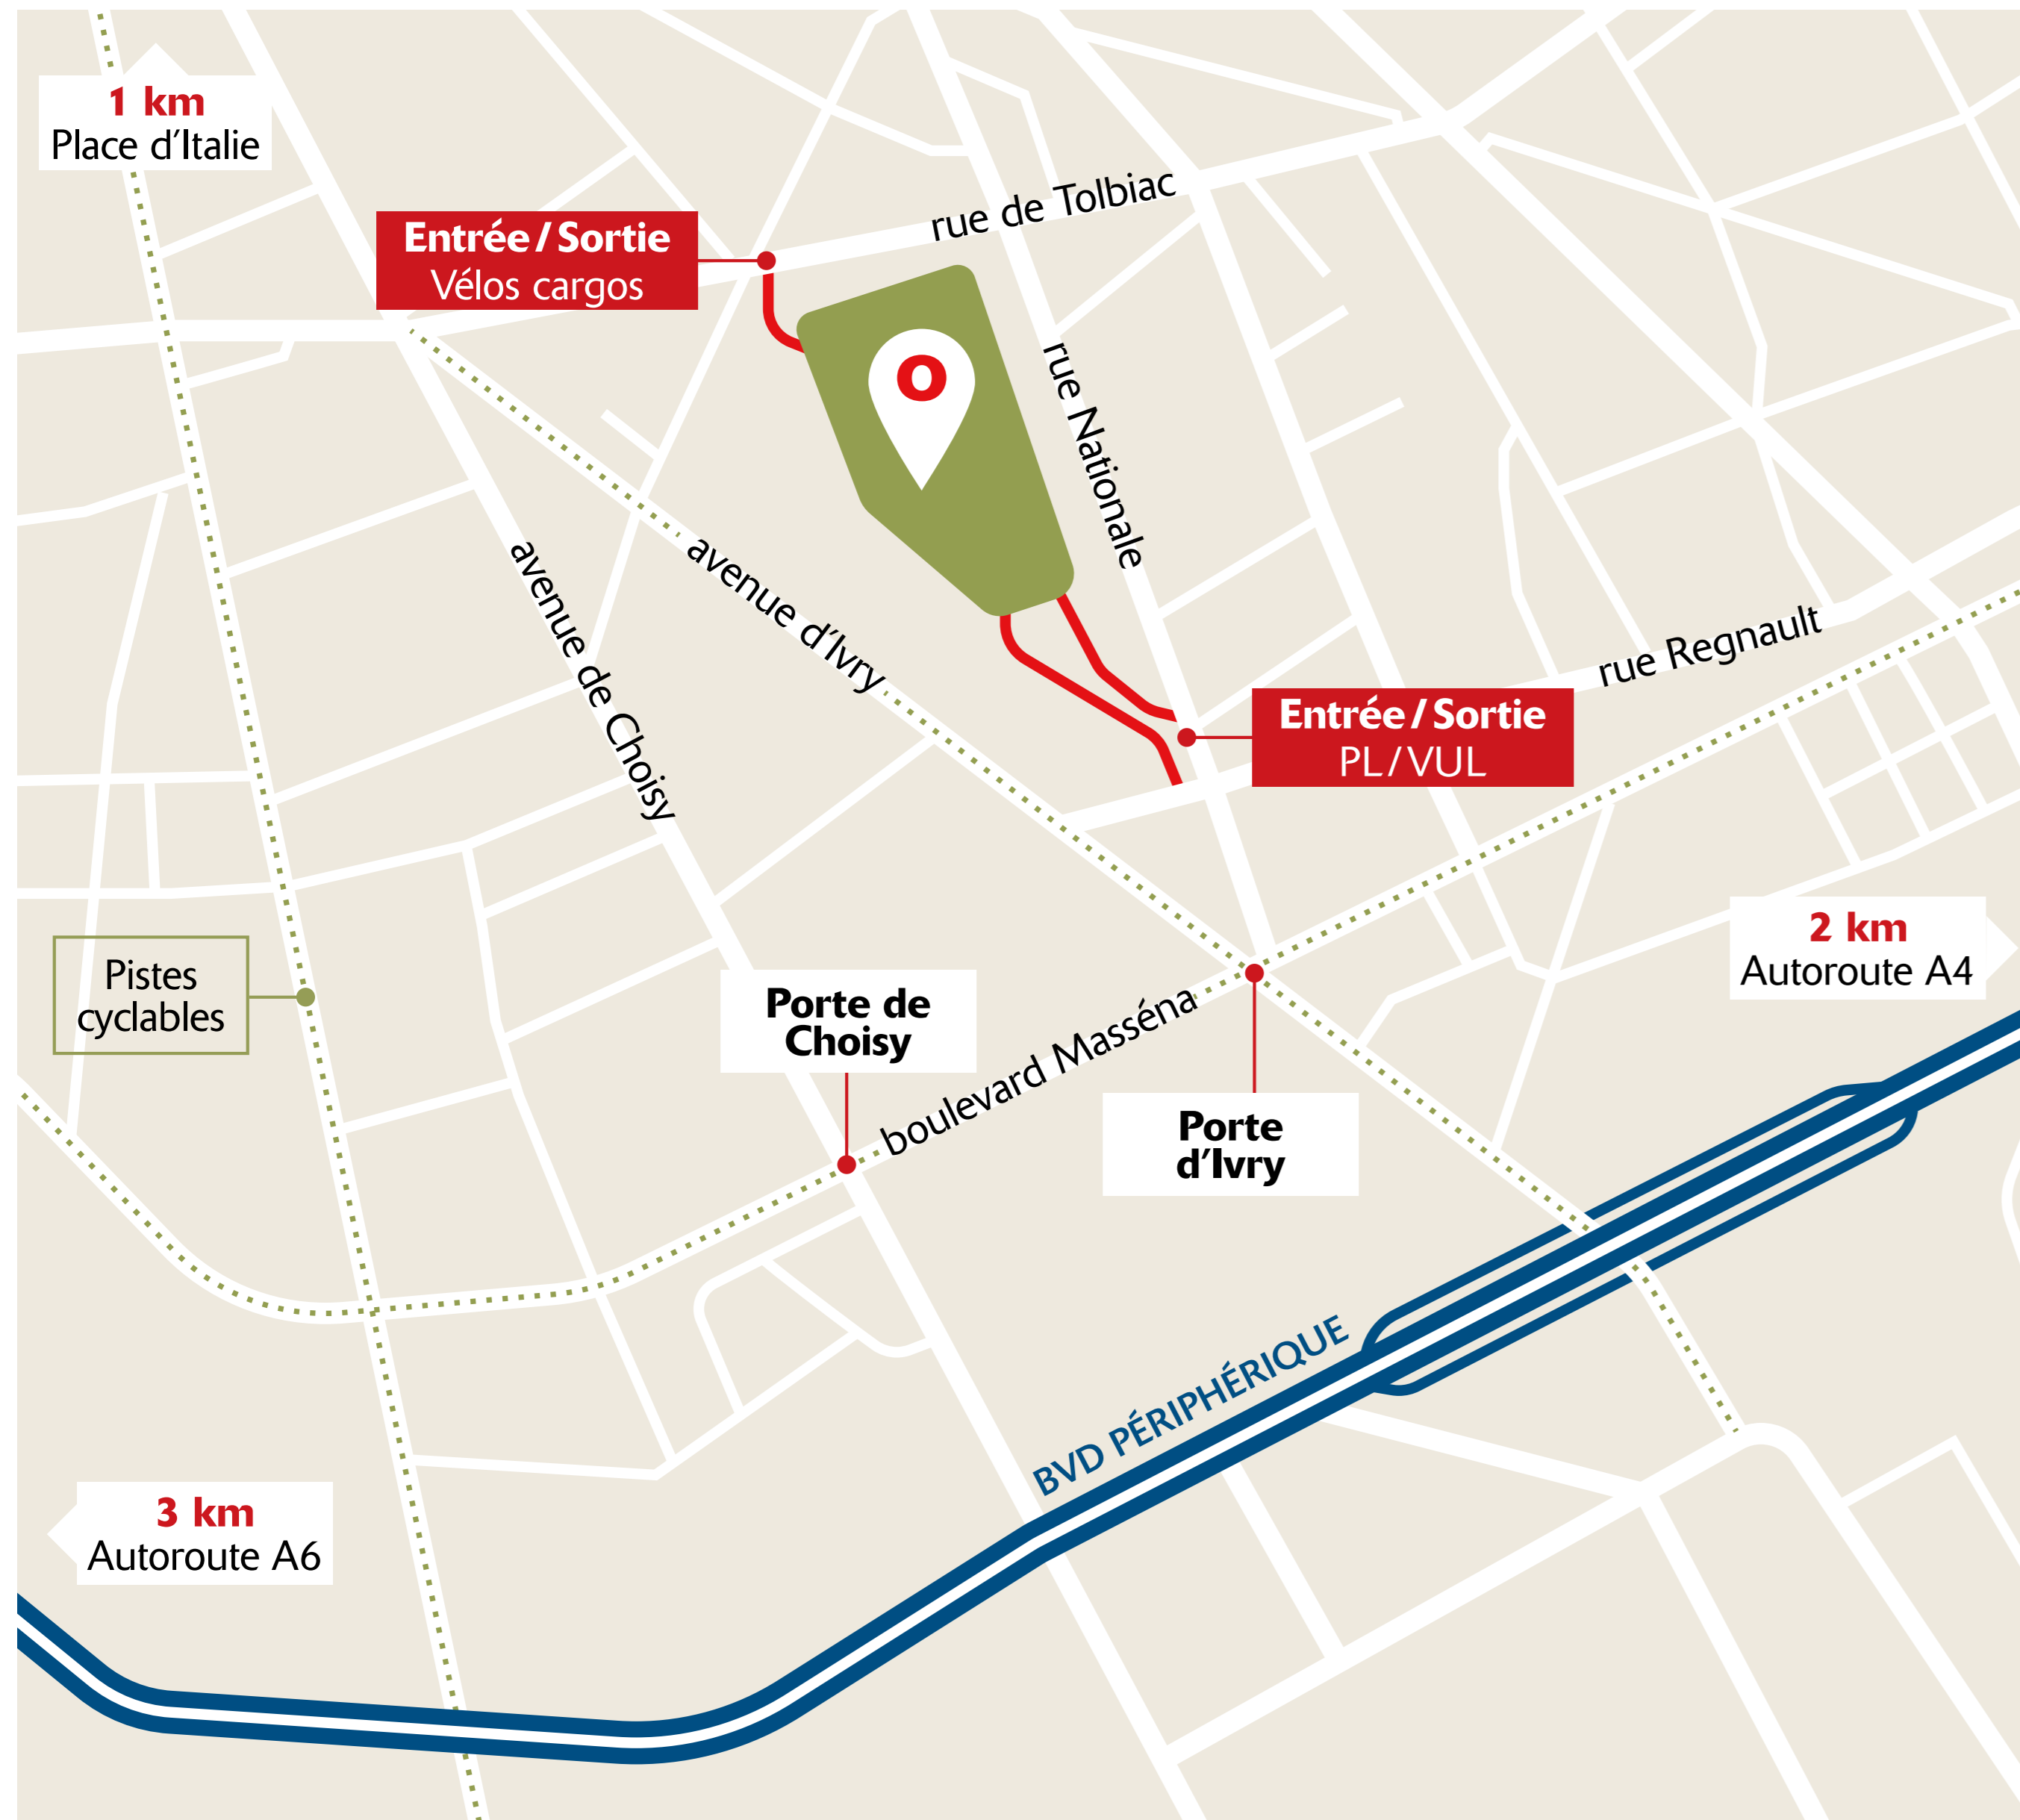 1 km
Place d'Italie
Entrée / Sortie
Vélos cargos
rue de Tolbiac
O
rue Nationale
avenue de Choisy
avenue d'Ivry
rue Regnault
Entrée / Sortie
PL / VUL
2 km
Autoroute A4
Pistes
cyclables
Porte de
Choisy
boulevard Masséna
Porte
d'Ivry
BVD PÉRIPHÉRIQUE
3 km
Autoroute A6